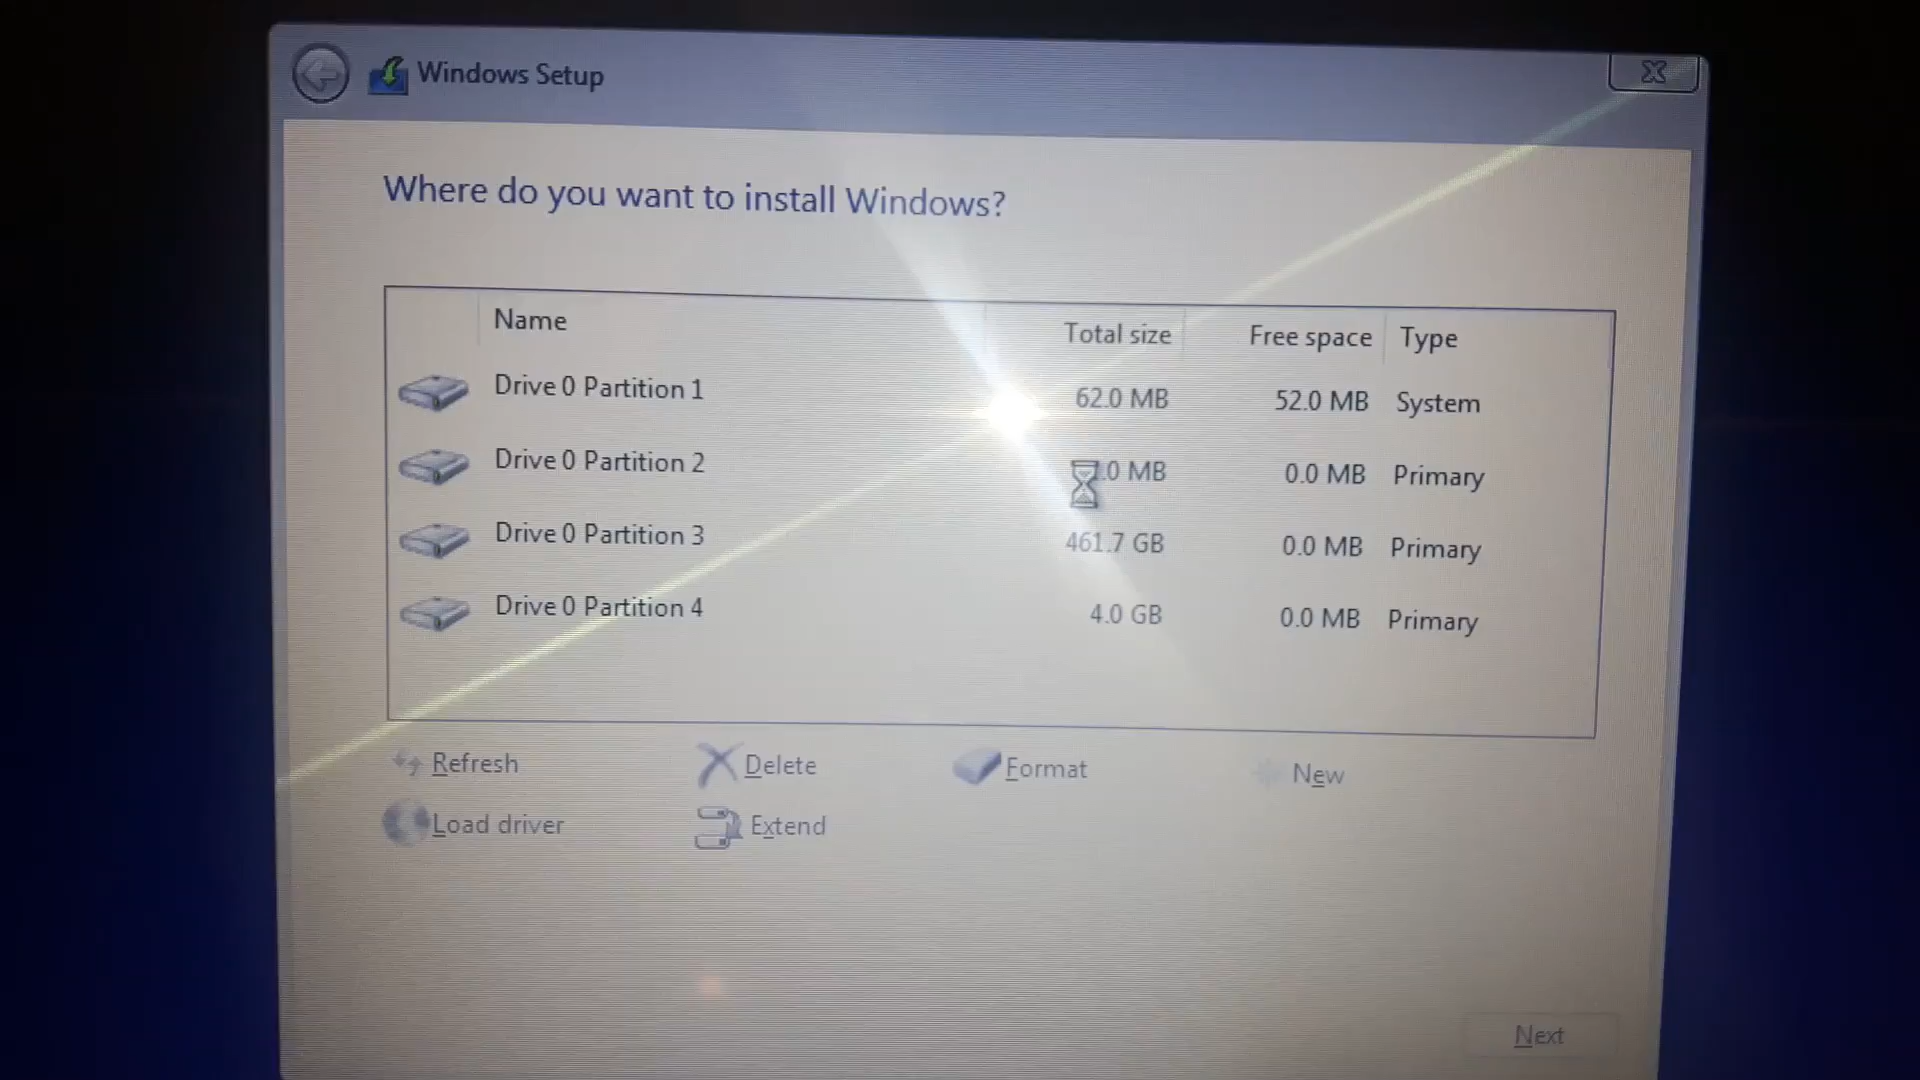 Windows Setup
Where do you want to install Windows?
Name Total size Free space Type
Drive 0 Partition 1 62.0 MB 52.0 MB System
Drive 0 Partition 2 .0 MB 0.0 MB Primary
Drive 0 Partition 3 461.7 GB 0.0 MB Primary
Drive 0 Partition 4 4.0 GB 0.0 MB Primary
Refresh Delete Format New
Load driver Extend
Next